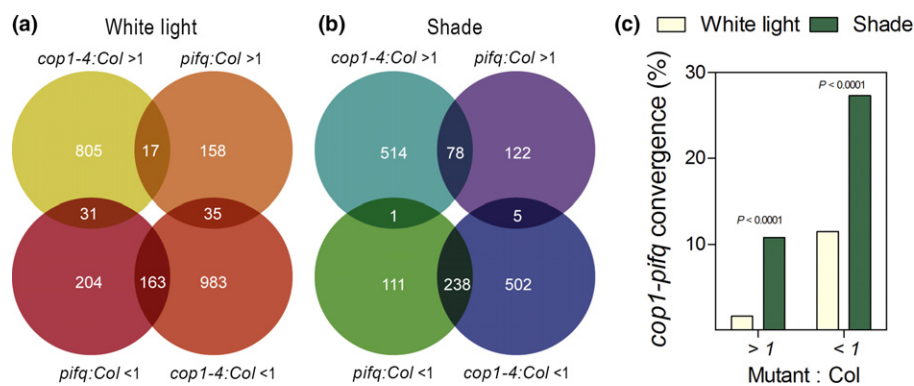 (a) White light
cop1-4:Col >1 pifq:Col >1
805 17 158
31 35
204 163 983
pifq:Col <1 cop1-4:Col <1
(b) Shade
cop1-4:Col >1 pifq:Col >1
514 78 122
1 5
111 238 502
pifq:Col <1 cop1-4:Col <1
(c) White light Shade
cop1-pifq convergence (%)
30
20
10
P < 0.0001
P < 0.0001
> 1 < 1
Mutant : Col